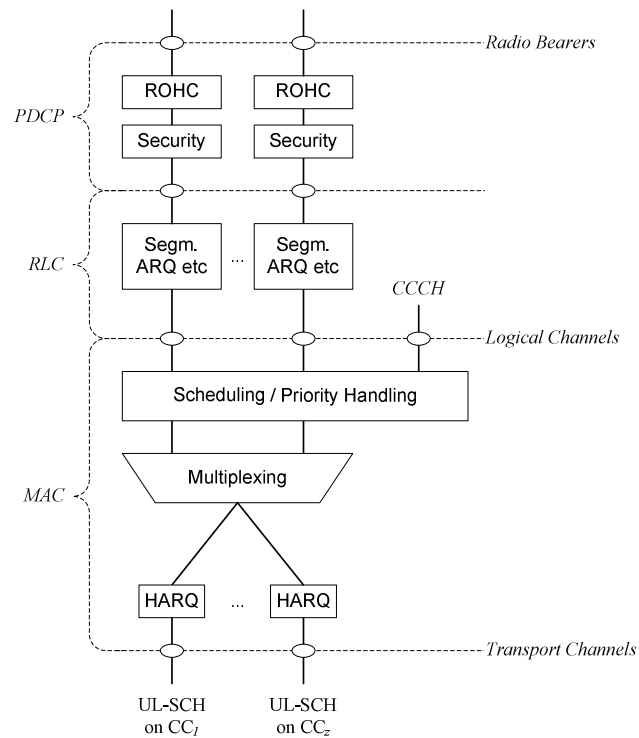 Radio Bearers
ROHC ROHC
PDCP
Security Security
Segm. ARQ etc ... Segm. ARQ etc
RLC
CCCH
Logical Channels
Scheduling / Priority Handling
Multiplexing
MAC
HARQ ... HARQ
Transport Channels
UL-SCH on CC1 UL-SCH on CCz